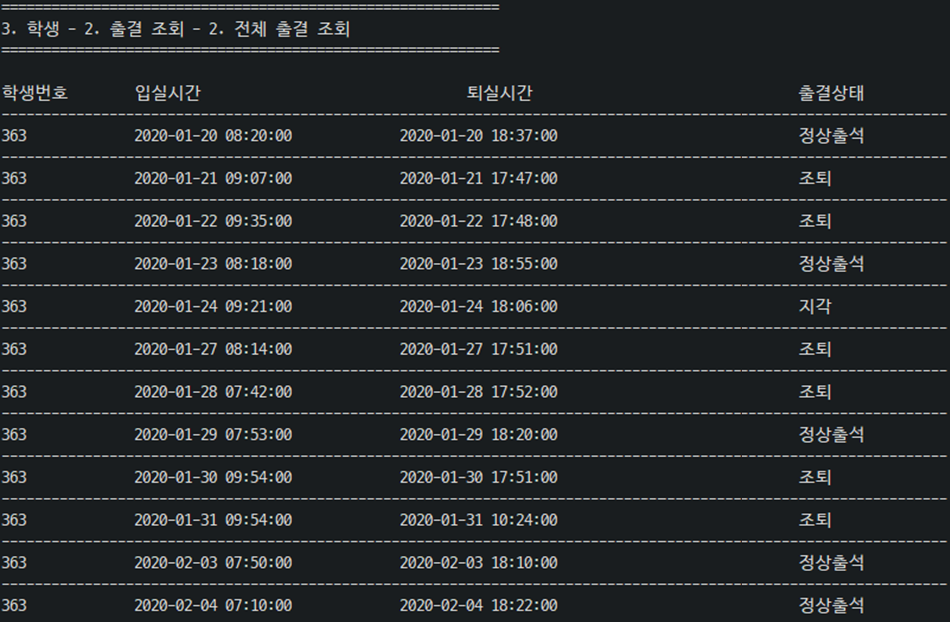 ============================================================
3. 학생 - 2. 출결 조회 - 2. 전체 출결 조회
============================================================
학생번호 입실시간 퇴실시간 출결상태
363 2020-01-20 08:20:00 2020-01-20 18:37:00 정상출석
363 2020-01-21 09:07:00 2020-01-21 17:47:00 조퇴
363 2020-01-22 09:35:00 2020-01-22 17:48:00 조퇴
363 2020-01-23 08:18:00 2020-01-23 18:55:00 정상출석
363 2020-01-24 09:21:00 2020-01-24 18:06:00 지각
363 2020-01-27 08:14:00 2020-01-27 17:51:00 조퇴
363 2020-01-28 07:42:00 2020-01-28 17:52:00 조퇴
363 2020-01-29 07:53:00 2020-01-29 18:20:00 정상출석
363 2020-01-30 09:54:00 2020-01-30 17:51:00 조퇴
363 2020-01-31 09:54:00 2020-01-31 10:24:00 조퇴
363 2020-02-03 07:50:00 2020-02-03 18:10:00 정상출석
363 2020-02-04 07:10:00 2020-02-04 18:22:00 정상출석